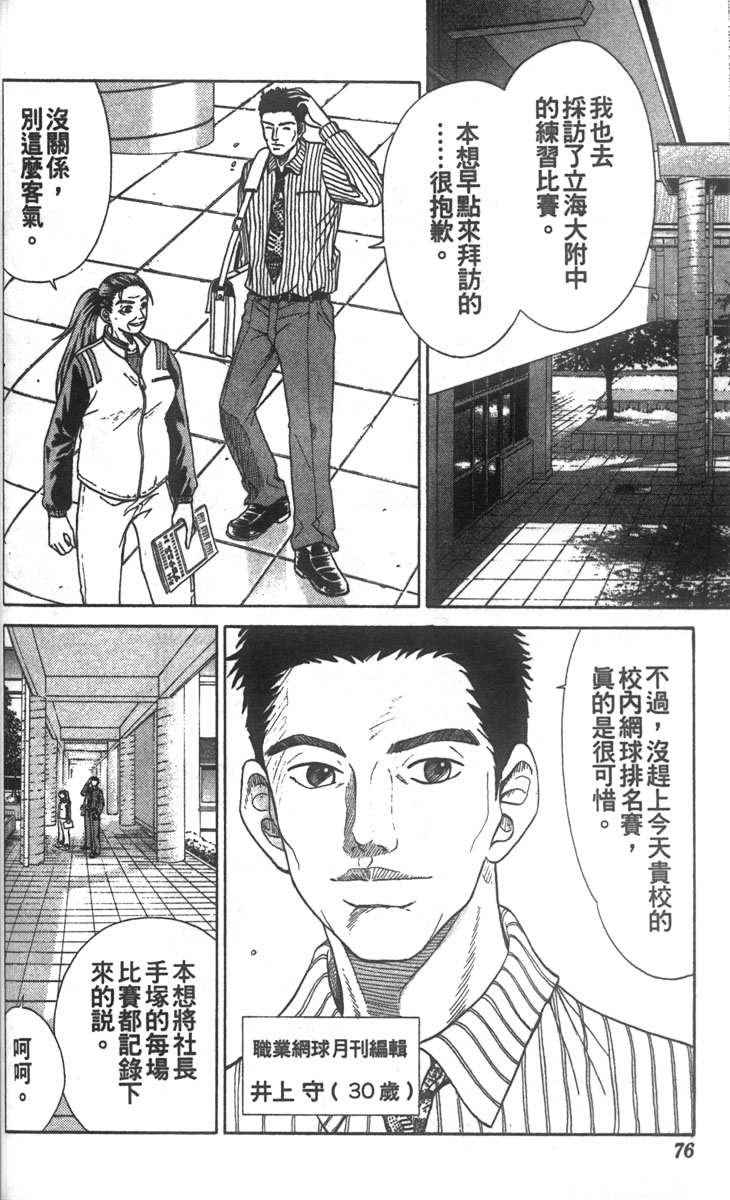 我也去
採訪了立海大附中
的練習比賽。
本想早點來拜訪的
……很抱歉。
沒關係，
別這麼客氣。
不過，沒趕上今天貴校的
校內網球排名賽，
真的是很可惜。
職業網球月刊編輯
井上 守（30歲）
本想將社長
手塚的每場
比賽都記錄下
來的說。
呵呵。
76